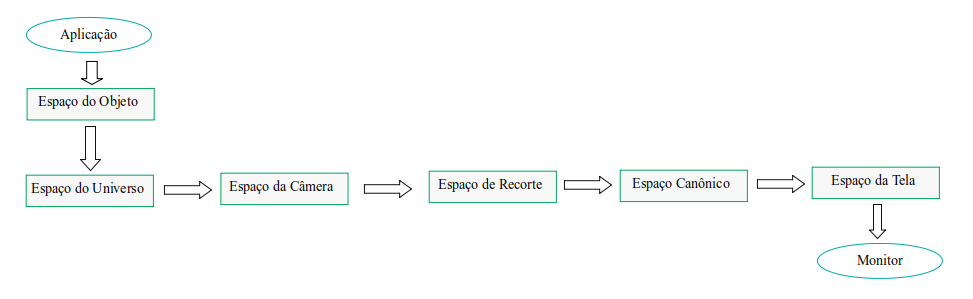 Aplicação
Espaço do Objeto
Espaço do Universo
Espaço da Câmera
Espaço de Recorte
Espaço Canônico
Espaço da Tela
Monitor